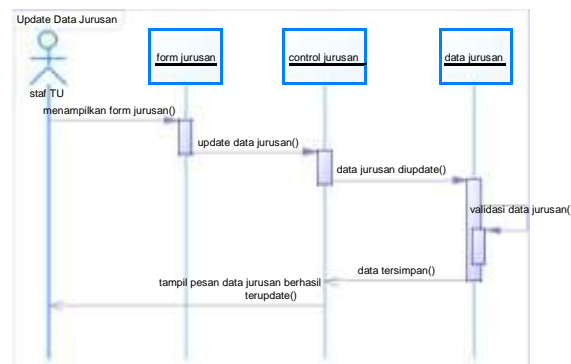 Update Data Jurusan
form jurusan
control jurusan
data jurusan
staf TU
menampilkan form jurusan()
update data jurusan()
data jurusan diupdate()
validasi data jurusan(
data tersimpan()
tampil pesan data jurusan berhasil
terupdate()